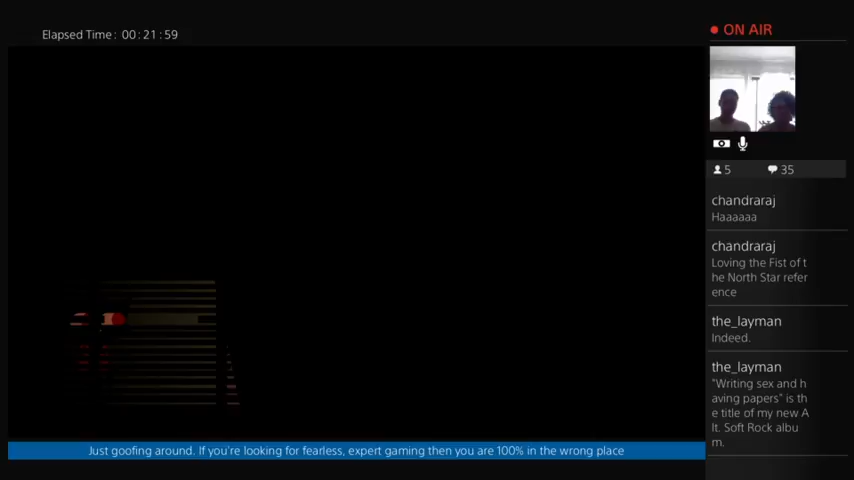 Elapsed Time: 00:21:59
ON AIR
5
35
chandraraj
Haaaaaa
chandraraj
Loving the Fist of t
he North Star refer
ence
the_layman
Indeed.
the_layman
"Writing sex and h
aving papers" is th
e title of my new A
lt. Soft Rock albu
m.
Just goofing around. If you're looking for fearless, expert gaming then you are 100% in the wrong place